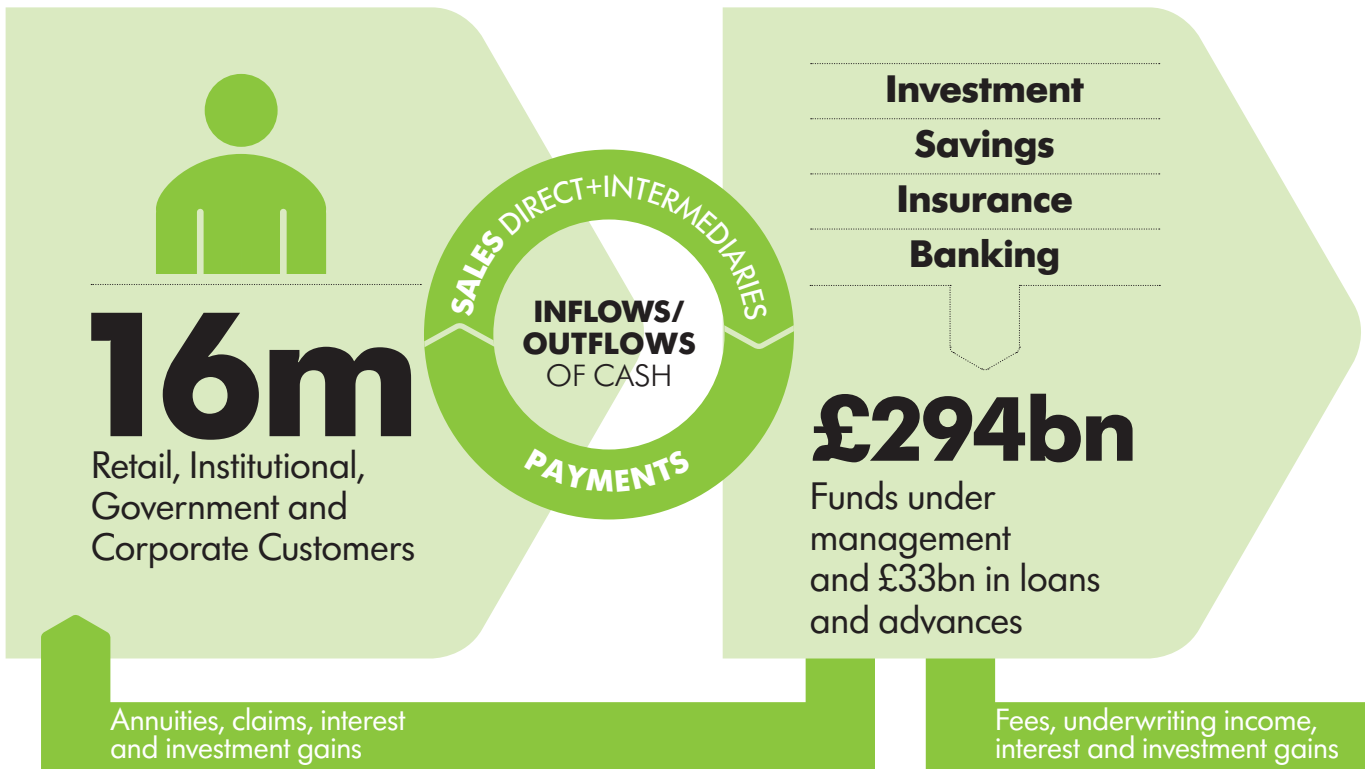 16m
Retail, Institutional,
Government and
Corporate Customers
SALES DIRECT+INTERMEDIARIES
INFLOWS/
OUTFLOWS
OF CASH
PAYMENTS
Investment
Savings
Insurance
Banking
£294bn
Funds under
management
and £33bn in loans
and advances
Annuities, claims, interest
and investment gains
Fees, underwriting income,
interest and investment gains